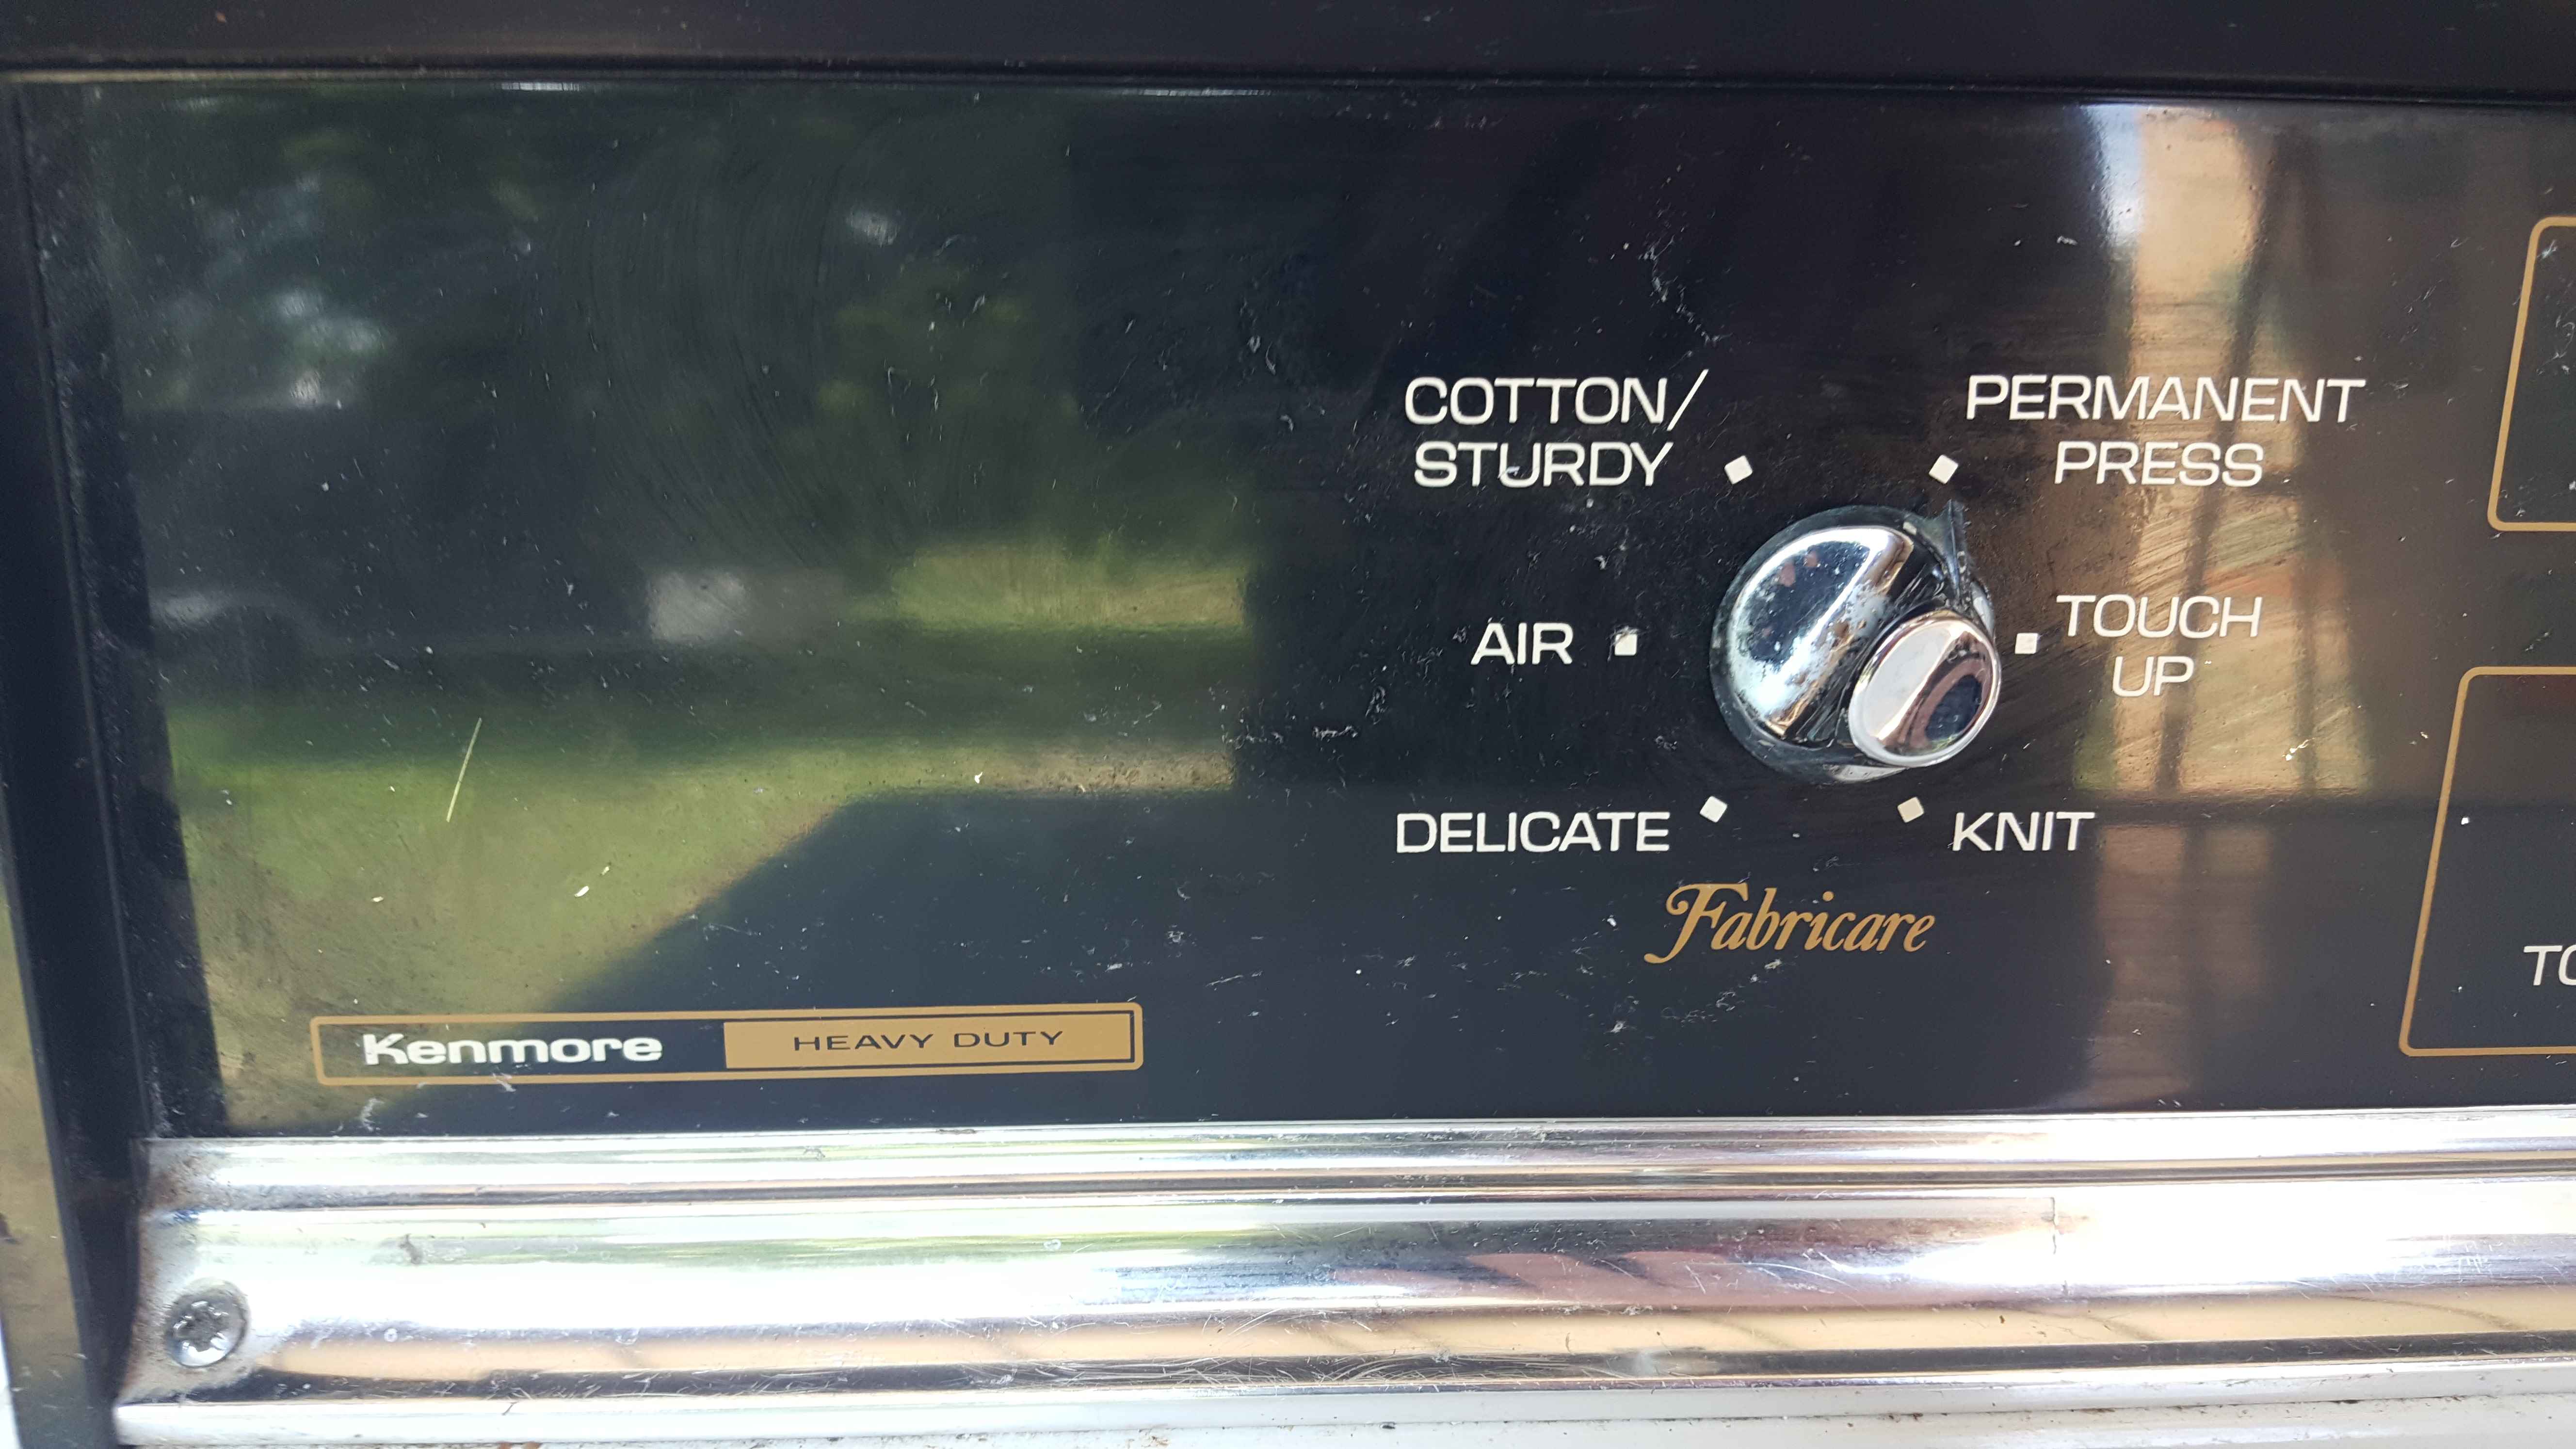 COTTON/
STURDY
PERMANENT
PRESS
AIR
TOUCH
UP
DELICATE
KNIT
Fabricare
Kenmore
HEAVY DUTY